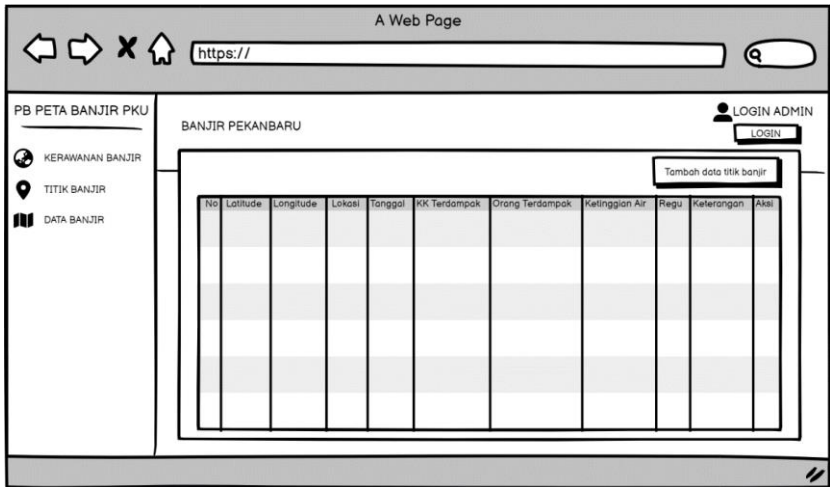 A Web Page
https://
PB PETA BANJIR PKU
KERAWANAN BANJIR
TITIK BANJIR
DATA BANJIR
BANJIR PEKANBARU
LOGIN ADMIN
LOGIN
Tambah data titik banjir
No Latitude Longitude Lokasi Tanggal KK Terdampak Orang Terdampak Ketinggian Air Regu Keterangan Aksi